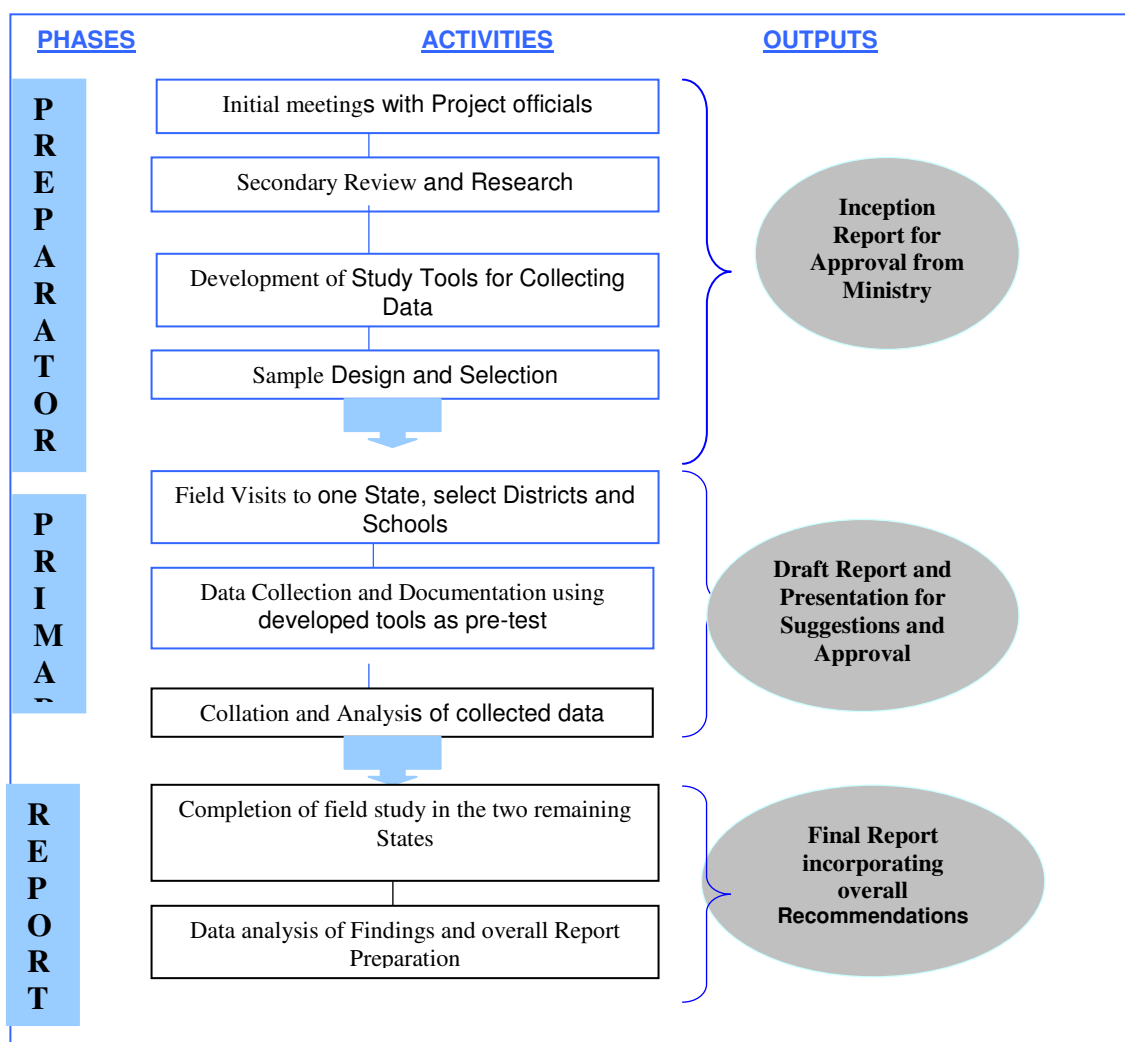 PHASES ACTIVITIES OUTPUTS
P
R
E
P
A
R
A
T
O
R
Initial meetings with Project officials
Secondary Review and Research
Development of Study Tools for Collecting
Data
Sample Design and Selection
Inception
Report for
Approval from
Ministry
P
R
I
M
A
Field Visits to one State, select Districts and
Schools
Data Collection and Documentation using
developed tools as pre-test
Collation and Analysis of collected data
Draft Report and
Presentation for
Suggestions and
Approval
R
E
P
O
R
T
Completion of field study in the two remaining
States
Data analysis of Findings and overall Report
Preparation
Final Report
incorporating
overall
Recommendations